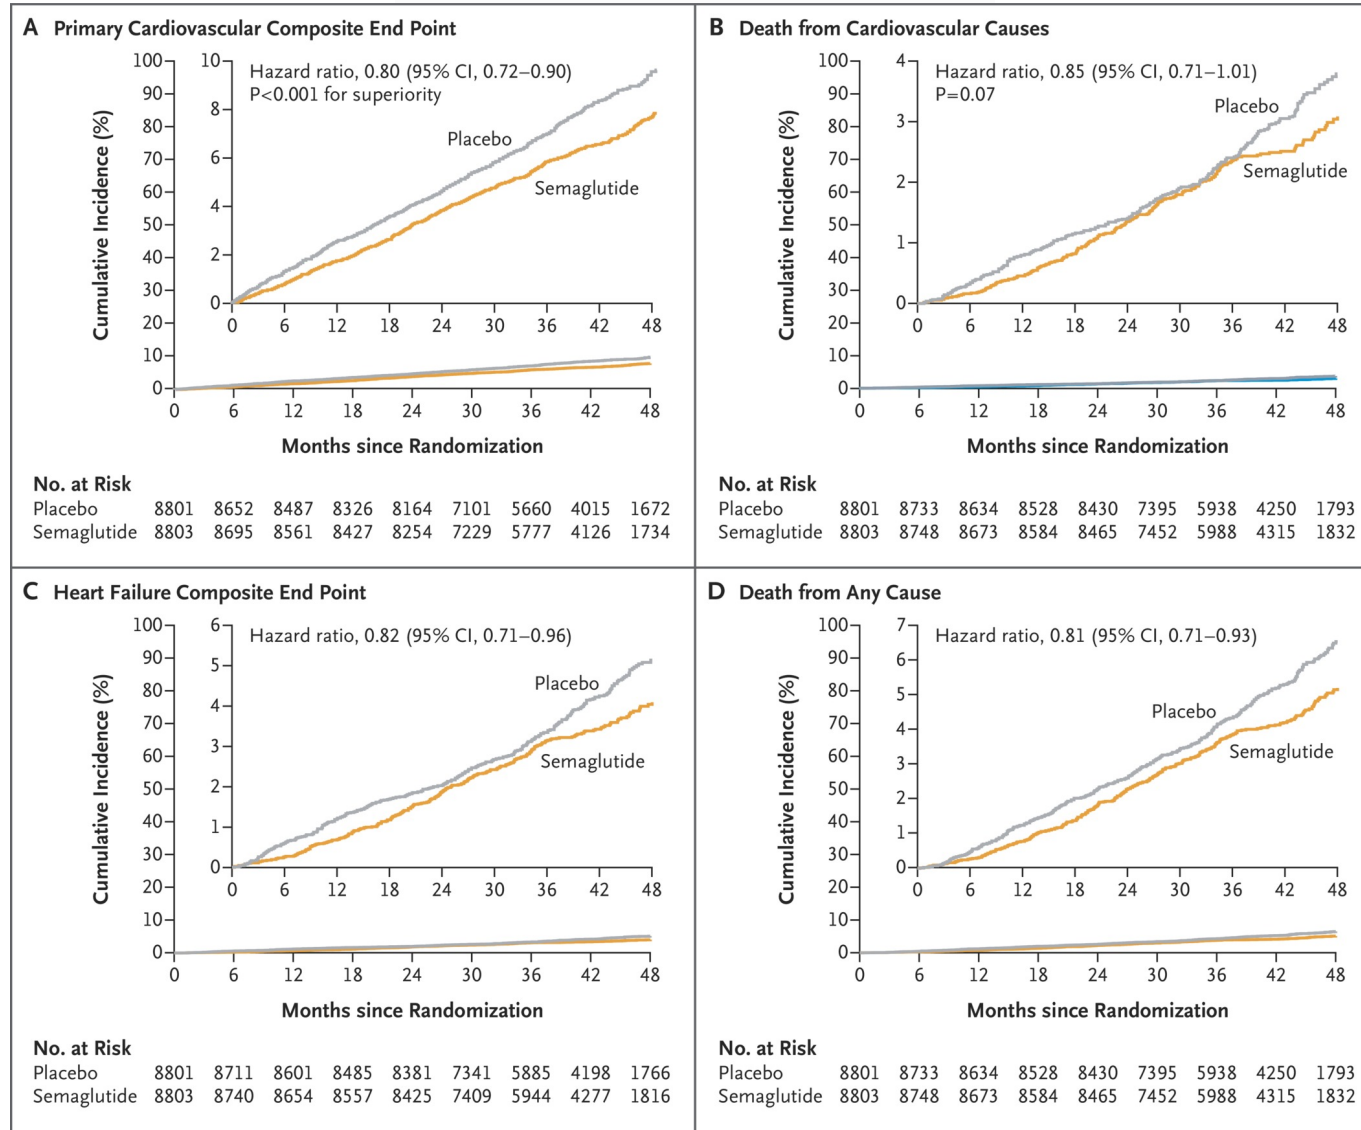 A Primary Cardiovascular Composite End Point
Cumulative Incidence (%)
100
90
80
70
60
50
40
30
20
10
0
10
8
6
4
2
0
Hazard ratio, 0.80 (95% CI, 0.72–0.90)
P<0.001 for superiority
Placebo
Semaglutide
0 6 12 18 24 30 36 42 48
0 6 12 18 24 30 36 42 48
Months since Randomization
No. at Risk
Placebo 8801 8652 8487 8326 8164 7101 5660 4015 1672
Semaglutide 8803 8695 8561 8427 8254 7229 5777 4126 1734
B Death from Cardiovascular Causes
Cumulative Incidence (%)
100
90
80
70
60
50
40
30
20
10
0
4
3
2
1
0
Hazard ratio, 0.85 (95% CI, 0.71–1.01)
P=0.07
Placebo
Semaglutide
0 6 12 18 24 30 36 42 48
0 6 12 18 24 30 36 42 48
Months since Randomization
No. at Risk
Placebo 8801 8733 8634 8528 8430 7395 5938 4250 1793
Semaglutide 8803 8748 8673 8584 8465 7452 5988 4315 1832
C Heart Failure Composite End Point
Cumulative Incidence (%)
100
90
80
70
60
50
40
30
20
10
0
6
5
4
3
2
1
0
Hazard ratio, 0.82 (95% CI, 0.71–0.96)
Placebo
Semaglutide
0 6 12 18 24 30 36 42 48
0 6 12 18 24 30 36 42 48
Months since Randomization
No. at Risk
Placebo 8801 8711 8601 8485 8381 7341 5885 4198 1766
Semaglutide 8803 8740 8654 8557 8425 7409 5944 4277 1816
D Death from Any Cause
Cumulative Incidence (%)
100
90
80
70
60
50
40
30
20
10
0
7
6
5
4
3
2
1
0
Hazard ratio, 0.81 (95% CI, 0.71–0.93)
Placebo
Semaglutide
0 6 12 18 24 30 36 42 48
0 6 12 18 24 30 36 42 48
Months since Randomization
No. at Risk
Placebo 8801 8733 8634 8528 8430 7395 5938 4250 1793
Semaglutide 8803 8748 8673 8584 8465 7452 5988 4315 1832